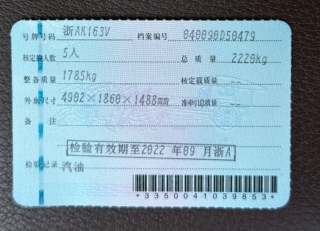 号牌号码 浙AK163V 档案编号 040090050479
核定载人数 5人 总质量 2220kg
整备质量 1785kg 核定载质量 --
外廓尺寸 4902×1860×1488mm 准牵引总质量 --
备注
检验有效期至2022年09月浙A
检验记录 汽油
*3350041039853*